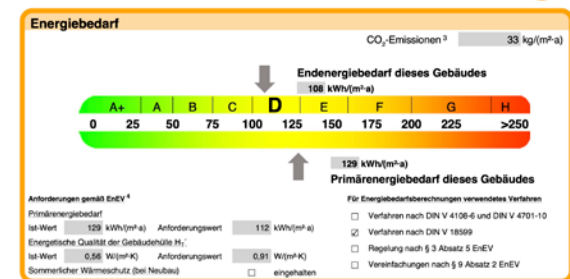 Energiebedarf
CO₂-Emissionen ³ 33 kg/(m²·a)
Endenergiebedarf dieses Gebäudes
108 kWh/(m²·a)
A+ A B C D E F G H
0 25 50 75 100 125 150 175 200 225 >250
129 kWh/(m²·a)
Primärenergiebedarf dieses Gebäudes
Anforderungen gemäß EnEV ⁴
Für Energiebedarfsberechnungen verwendetes Verfahren
Primärenergiebedarf
Verfahren nach DIN V 4108-6 und DIN V 4701-10
Ist-Wert 129 kWh/(m²·a) Anforderungswert 112 kWh/(m²·a)
☑ Verfahren nach DIN V 18599
Energetische Qualität der Gebäudehülle H_T'
Regelung nach § 3 Absatz 5 EnEV
Ist-Wert 0,56 W/(m²·K) Anforderungswert 0,91 W/(m²·K)
Vereinfachungen nach § 9 Absatz 2 EnEV
Sommerlicher Wärmeschutz (bei Neubau) eingehalten